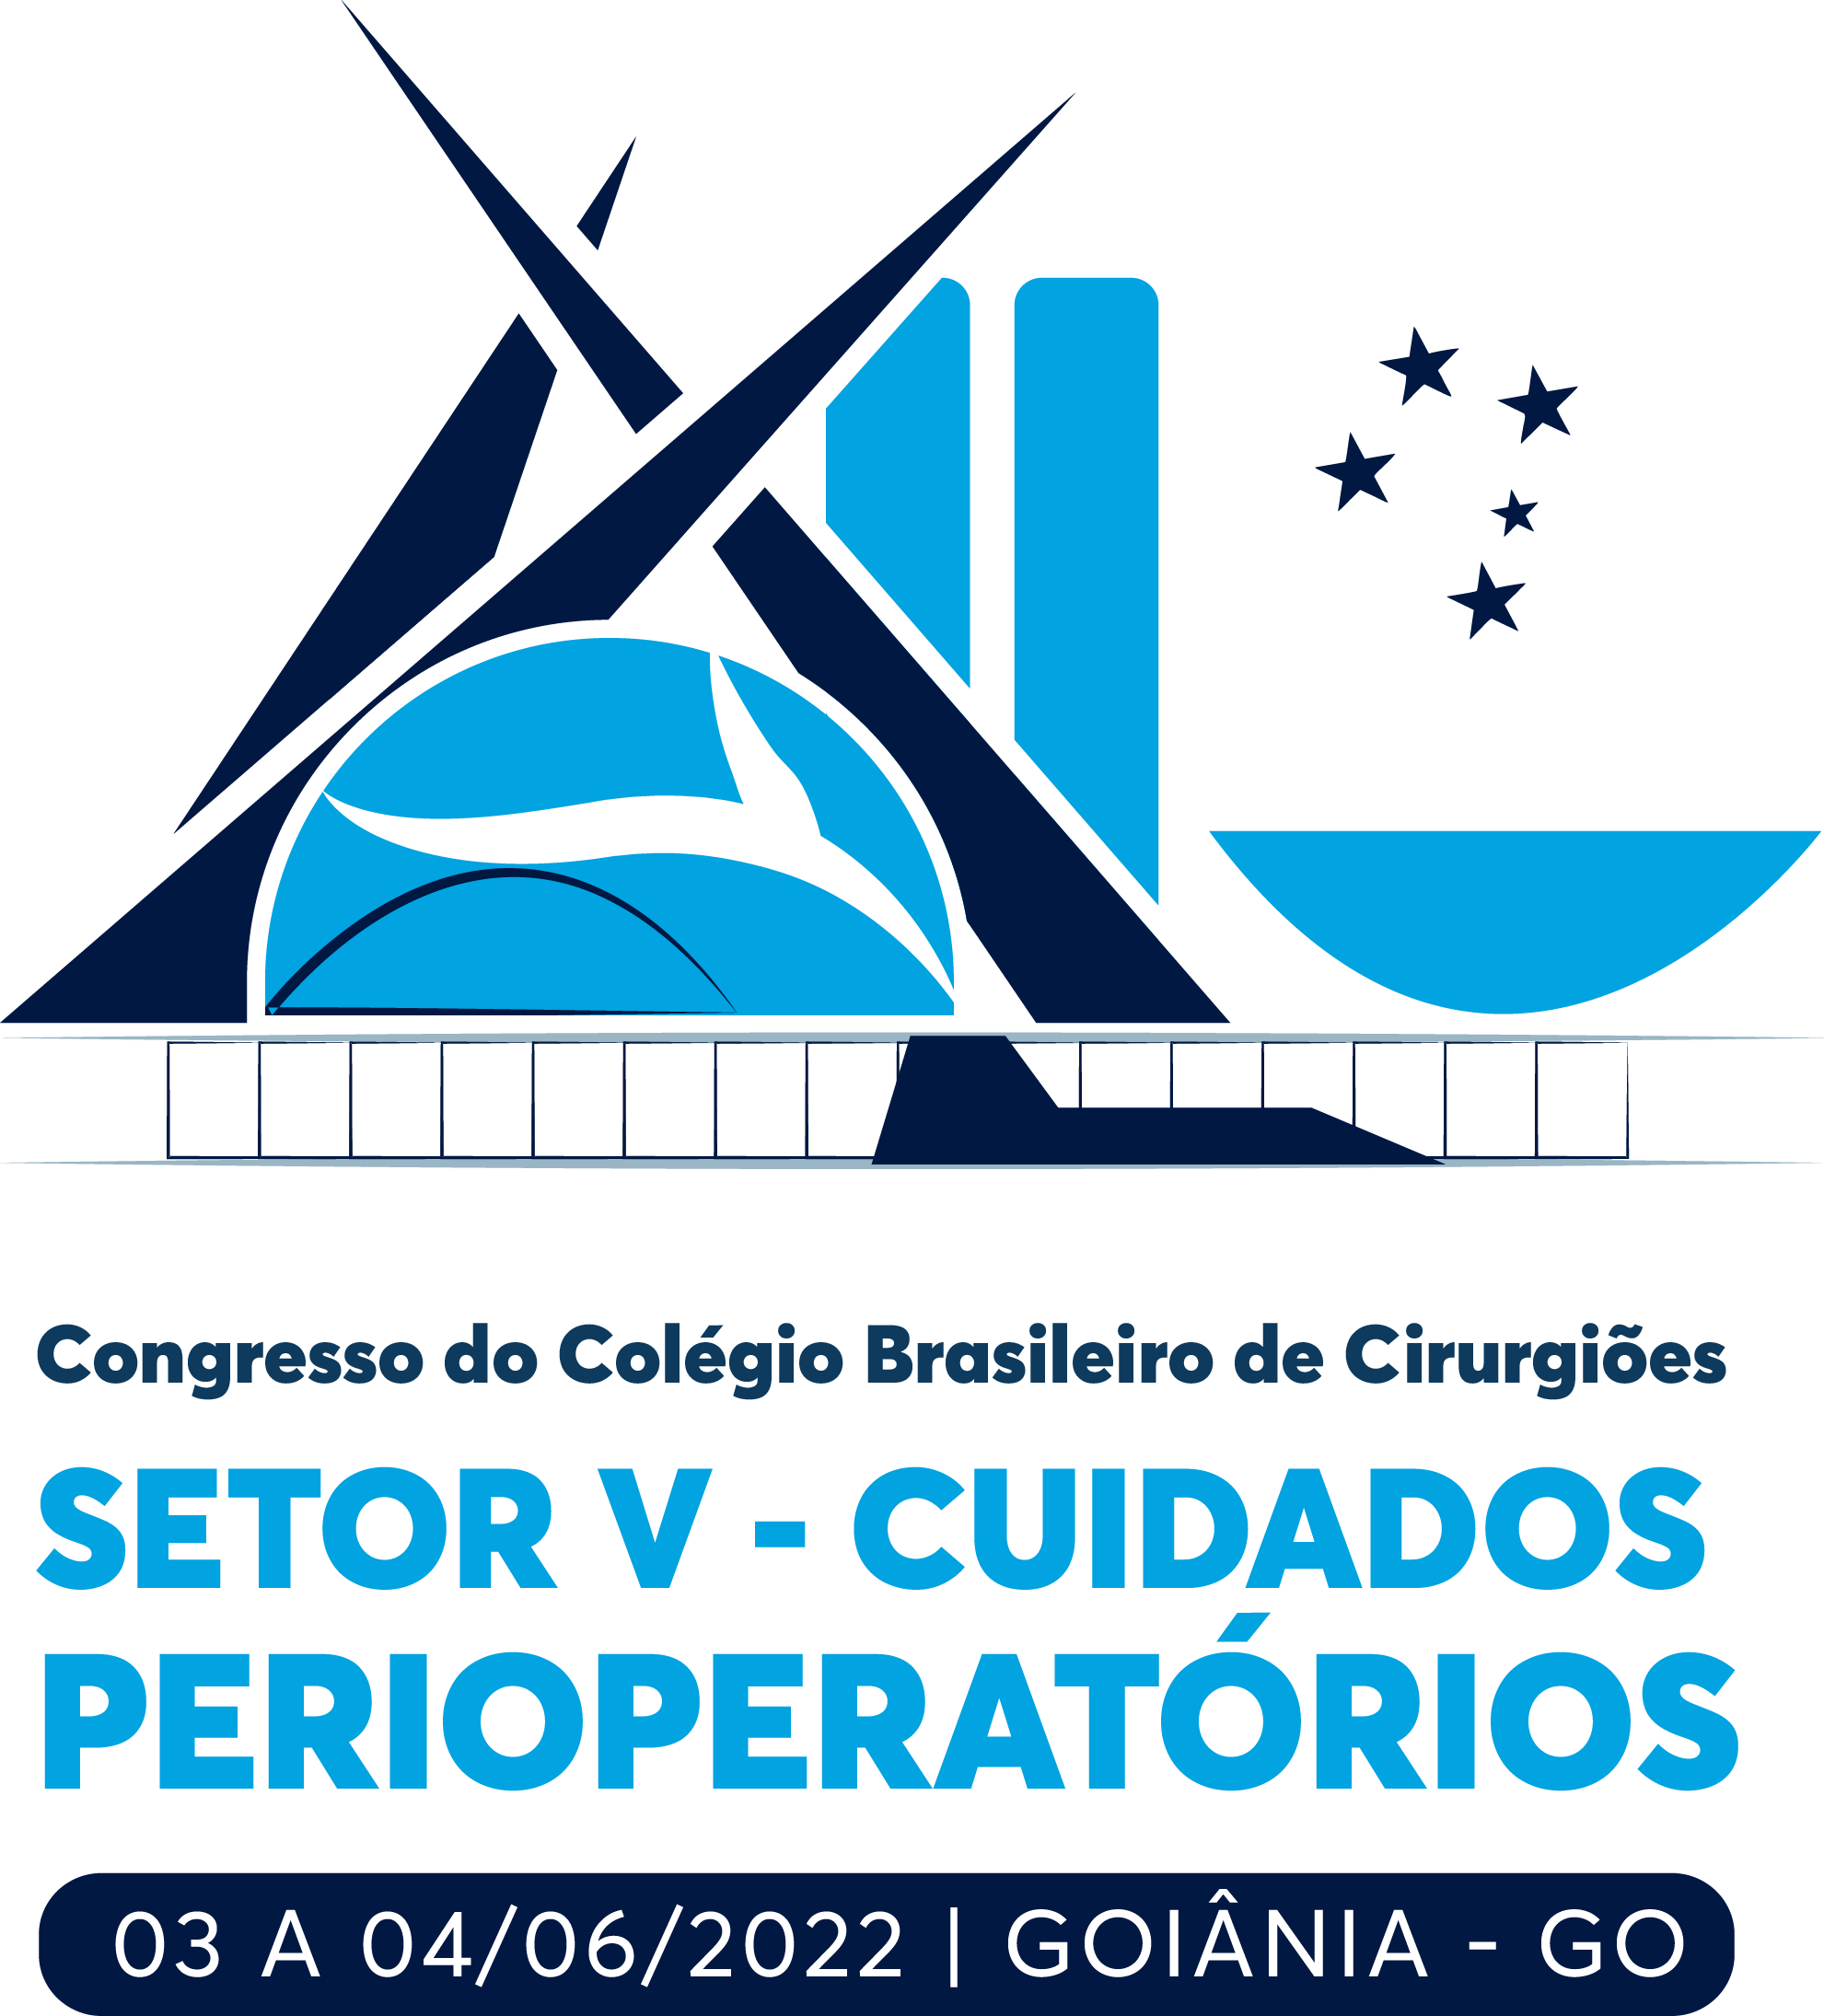 Congresso do Colégio Brasileiro de Cirurgiões
SETOR V - CUIDADOS
PERIOPERATÓRIOS
03 A 04/06/2022 | GOIÂNIA - GO